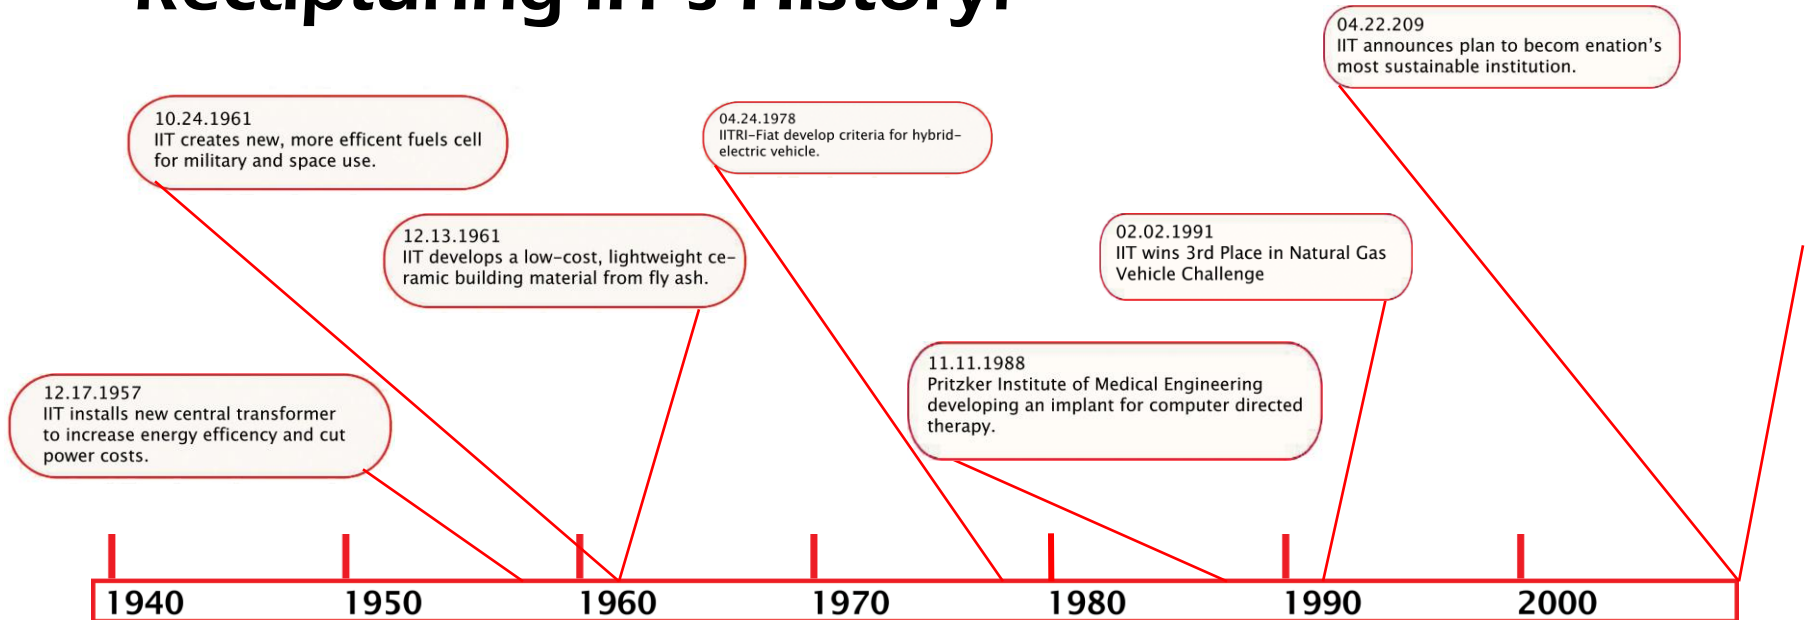 Recapturing IIT's History:
04.22.209
IIT announces plan to becom enation's
most sustainable institution.
10.24.1961
IIT creates new, more efficent fuels cell
for military and space use.
04.24.1978
IITRI-Fiat develop criteria for hybrid-
electric vehicle.
12.13.1961
IIT develops a low-cost, lightweight ce-
ramic building material from fly ash.
02.02.1991
IIT wins 3rd Place in Natural Gas
Vehicle Challenge
11.11.1988
Pritzker Institute of Medical Engineering
developing an implant for computer directed
therapy.
12.17.1957
IIT installs new central transformer
to increase energy efficency and cut
power costs.
1940 1950 1960 1970 1980 1990 2000